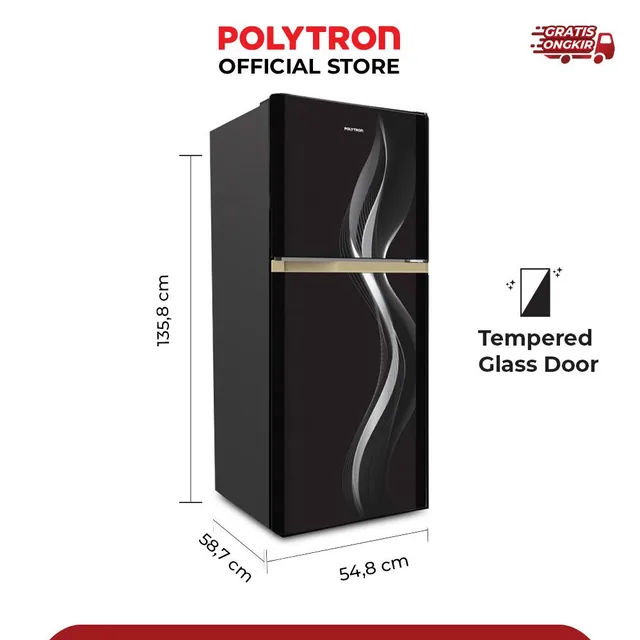 POLYTRON
OFFICIAL STORE
GRATIS
ONGKIR
POLYTRON
135,8 cm
Tempered
Glass Door
58,7 cm
54,8 cm